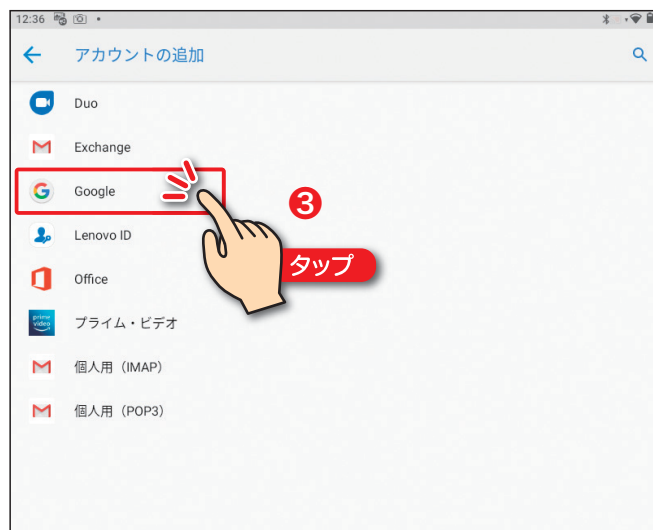 12:36
アカウントの追加
Duo
Exchange
Google
❸
Lenovo ID
タップ
Office
prime video
プライム・ビデオ
個人用（IMAP）
個人用（POP3）